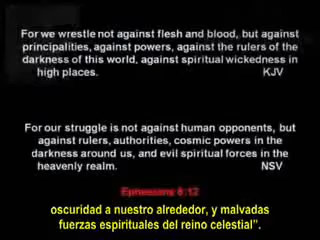 For we wrestle not against flesh and blood, but against
principalities, against powers, against the rulers of the
darkness of this world, against spiritual wickedness in
high places. KJV
For our struggle is not against human opponents, but
against rulers, authorities, cosmic powers in the
darkness around us, and evil spiritual forces in the
heavenly realm. NSV
Ephesians 6:12
oscuridad a nuestro alrededor, y malvadas
fuerzas espirituales del reino celestial”.